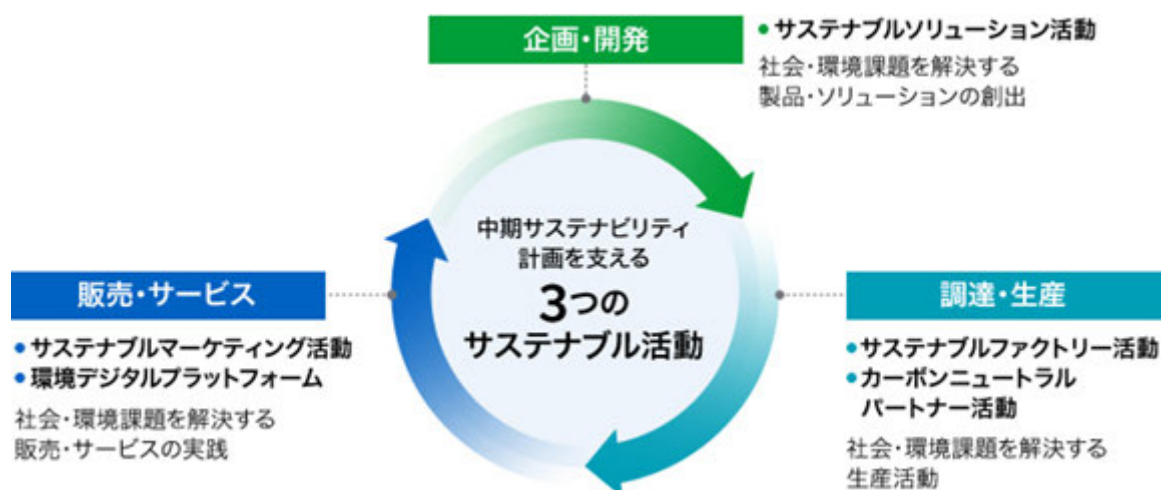 企画・開発
● サステナブルソリューション活動
社会・環境課題を解決する
製品・ソリューションの創出
中期サステナビリティ
計画を支える
3つの
サステナブル活動
販売・サービス
● サステナブルマーケティング活動
● 環境デジタルプラットフォーム
社会・環境課題を解決する
販売・サービスの実践
調達・生産
● サステナブルファクトリー活動
● カーボンニュートラル
パートナー活動
社会・環境課題を解決する
生産活動